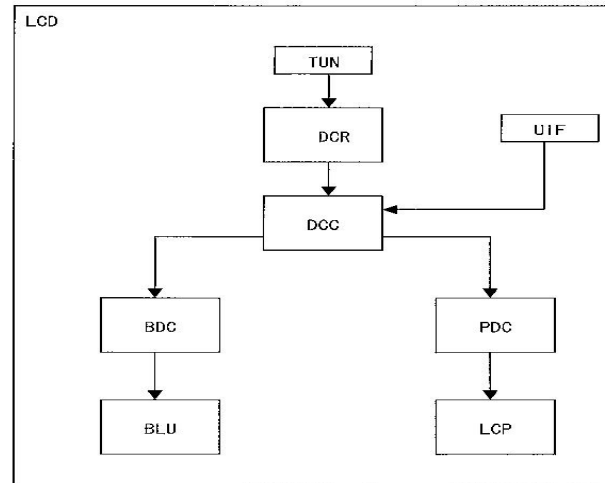 LCD
TUN
DCR
UIF
DCC
BDC
PDC
BLU
LCP